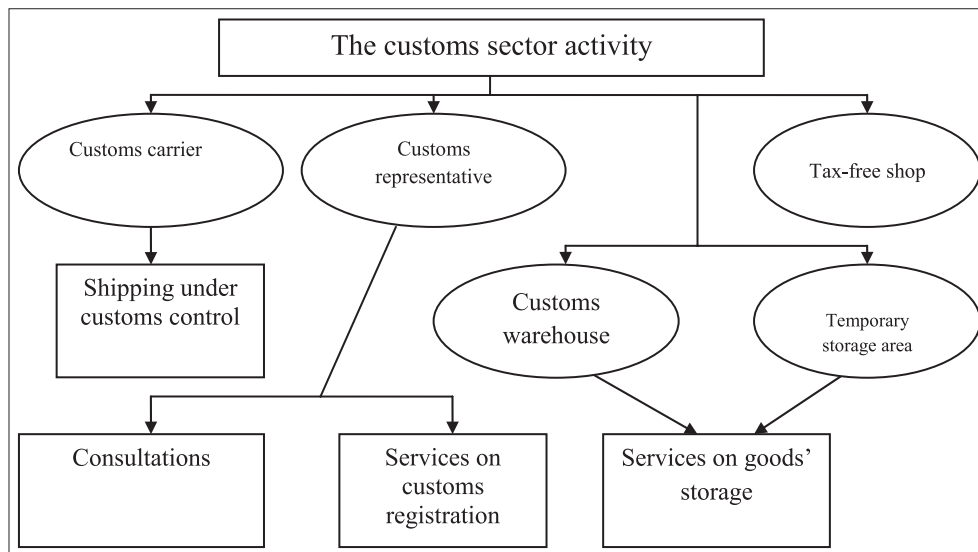 The customs sector activity
Customs carrier
Customs
representative
Tax-free shop
Shipping under
customs control
Customs
warehouse
Temporary
storage area
Consultations
Services on
customs
registration
Services on goods’
storage